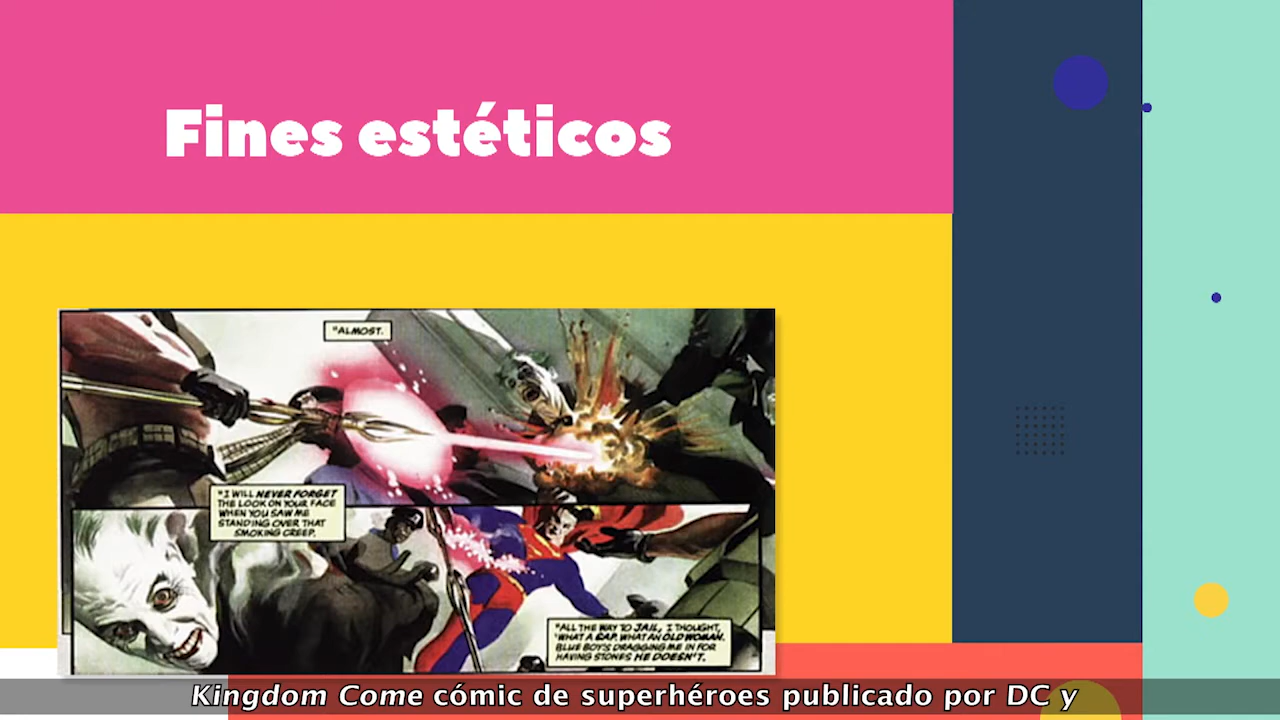 Fines estéticos
"ALMOST.
"I WILL NEVER FORGET
THE LOOK ON YOUR FACE
WHEN YOU SAW ME
STANDING OVER THAT
SMOKING CREEP.
"ALL THE WAY TO JAIL, I THOUGHT,
'WHAT A RAP. WHAT AN OLD WOMAN.
BLUE BOY'S DRAGGING ME IN FOR
HAVING STONES HE DOESN'T.
Kingdom Come cómic de superhéroes publicado por DC y